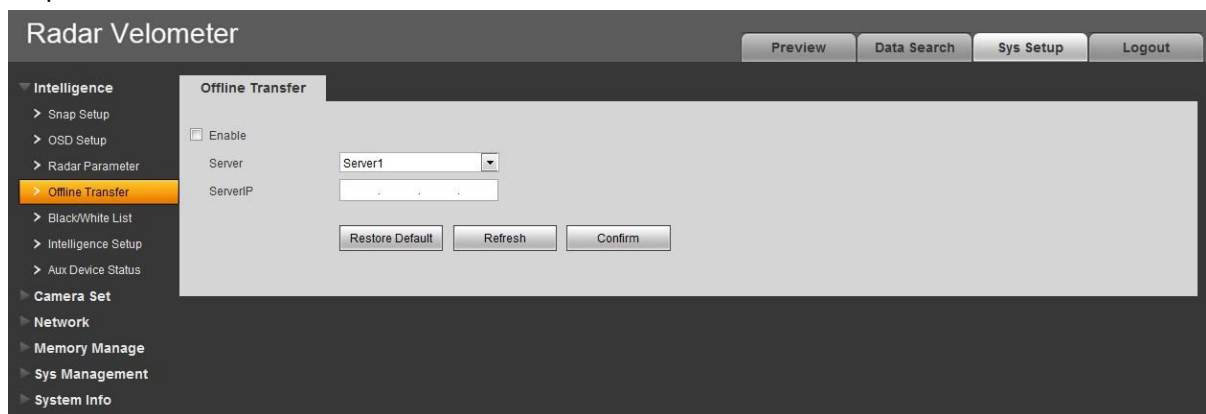 Radar Velometer
Preview
Data Search
Sys Setup
Logout
Intelligence
Snap Setup
OSD Setup
Radar Parameter
Offline Transfer
Black/White List
Intelligence Setup
Aux Device Status
Camera Set
Network
Memory Manage
Sys Management
System Info
Offline Transfer
Enable
Server Server1
ServerIP . . .
Restore Default Refresh Confirm